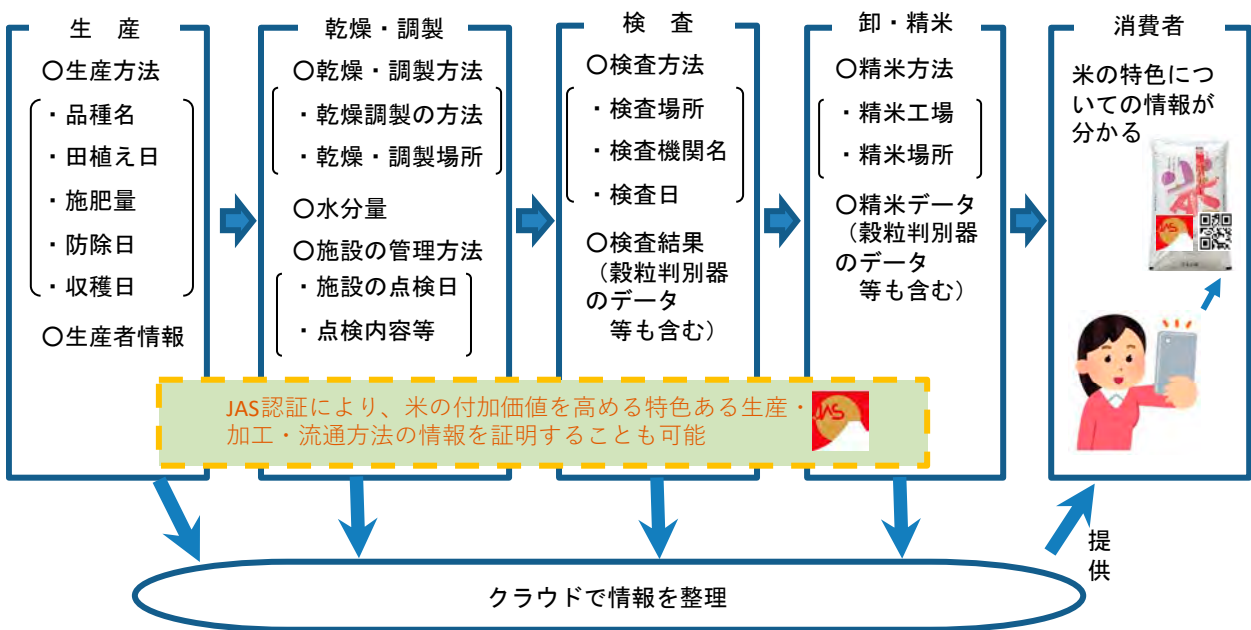 生　産
〇生産方法
・品種名
・田植え日
・施肥量
・防除日
・収穫日
〇生産者情報
乾燥・調製
〇乾燥・調製方法
・乾燥調製の方法
・乾燥・調製場所
〇水分量
〇施設の管理方法
・施設の点検日
・点検内容等
検　査
〇検査方法
・検査場所
・検査機関名
・検査日
〇検査結果
（穀粒判別器
のデータ
等も含む）
卸・精米
〇精米方法
・精米工場
・精米場所
〇精米データ
（穀粒判別器
のデータ
等も含む）
消費者
米の特色につ
いての情報が
分かる
米
JAS
JAS認証により、米の付加価値を高める特色ある生産・
加工・流通方法の情報を証明することも可能
JAS
提
供
クラウドで情報を整理